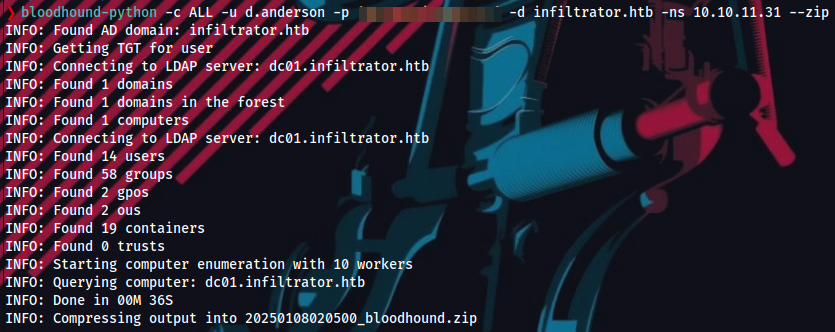 ❯ bloodhound-python -c ALL -u d.anderson -p -d infiltrator.htb -ns 10.10.11.31 --zip
INFO: Found AD domain: infiltrator.htb
INFO: Getting TGT for user
INFO: Connecting to LDAP server: dc01.infiltrator.htb
INFO: Found 1 domains
INFO: Found 1 domains in the forest
INFO: Found 1 computers
INFO: Connecting to LDAP server: dc01.infiltrator.htb
INFO: Found 14 users
INFO: Found 58 groups
INFO: Found 2 gpos
INFO: Found 2 ous
INFO: Found 19 containers
INFO: Found 0 trusts
INFO: Starting computer enumeration with 10 workers
INFO: Querying computer: dc01.infiltrator.htb
INFO: Done in 00M 36S
INFO: Compressing output into 20250108020500_bloodhound.zip